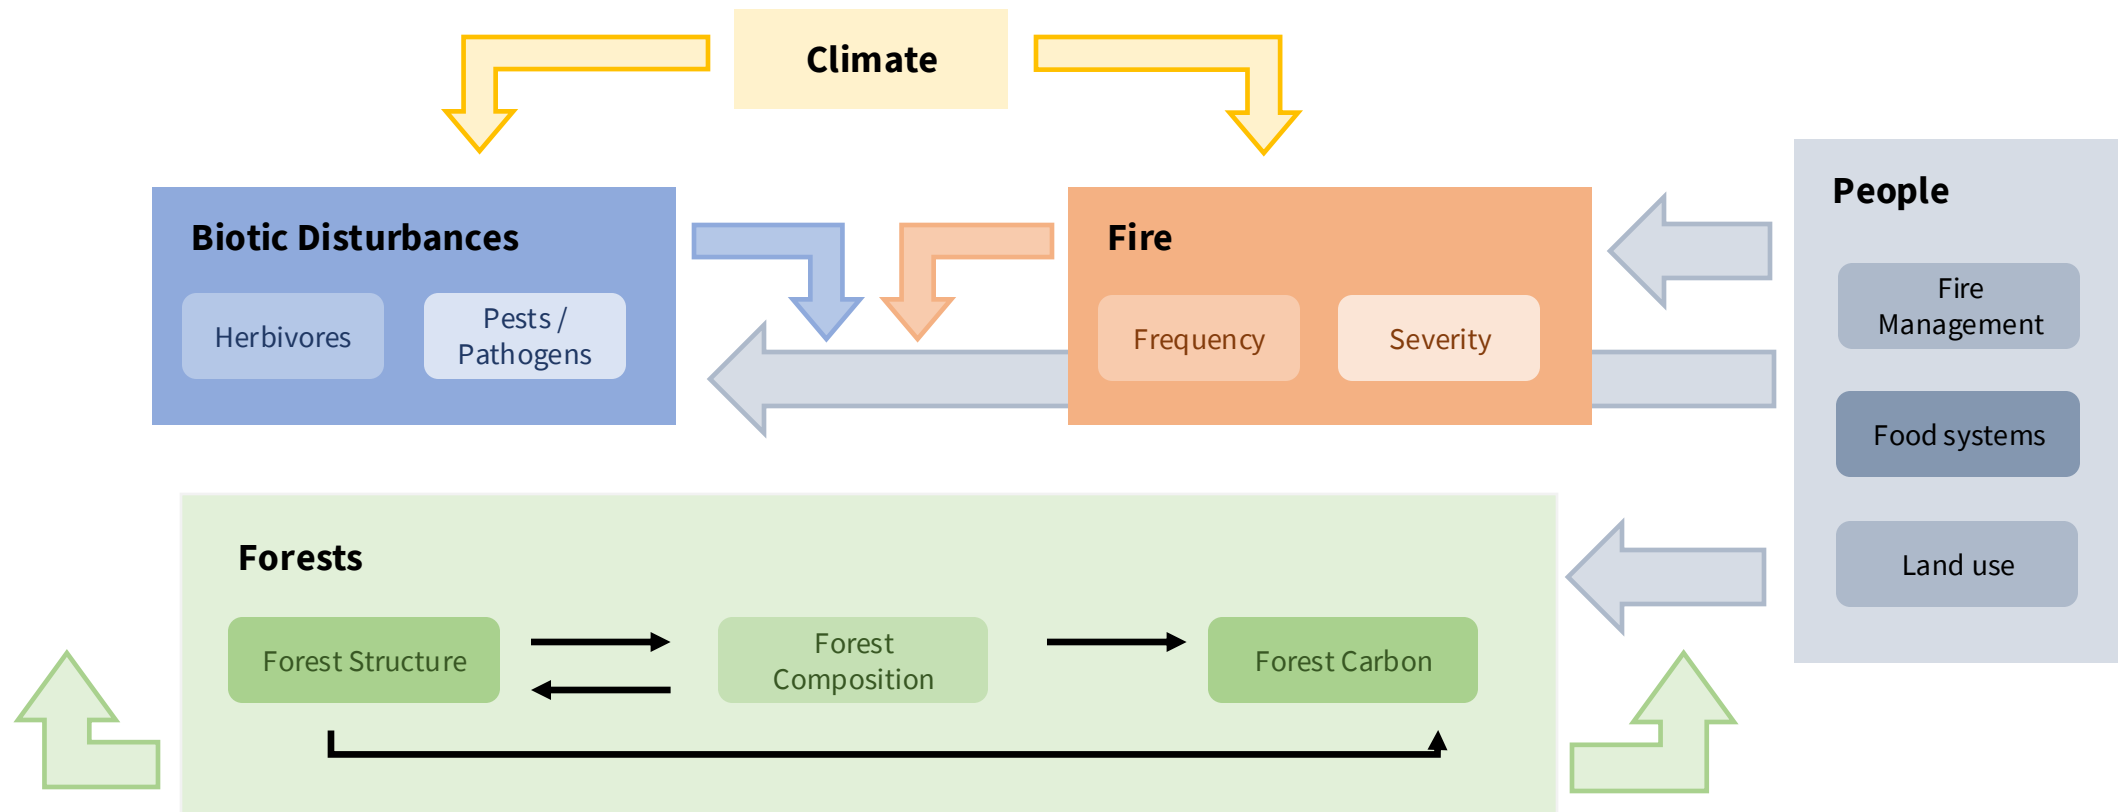 Climate
Biotic Disturbances
Herbivores
Pests /
Pathogens
Fire
Frequency
Severity
People
Fire
Management
Food systems
Land use
Forests
Forest Structure
Forest
Composition
Forest Carbon